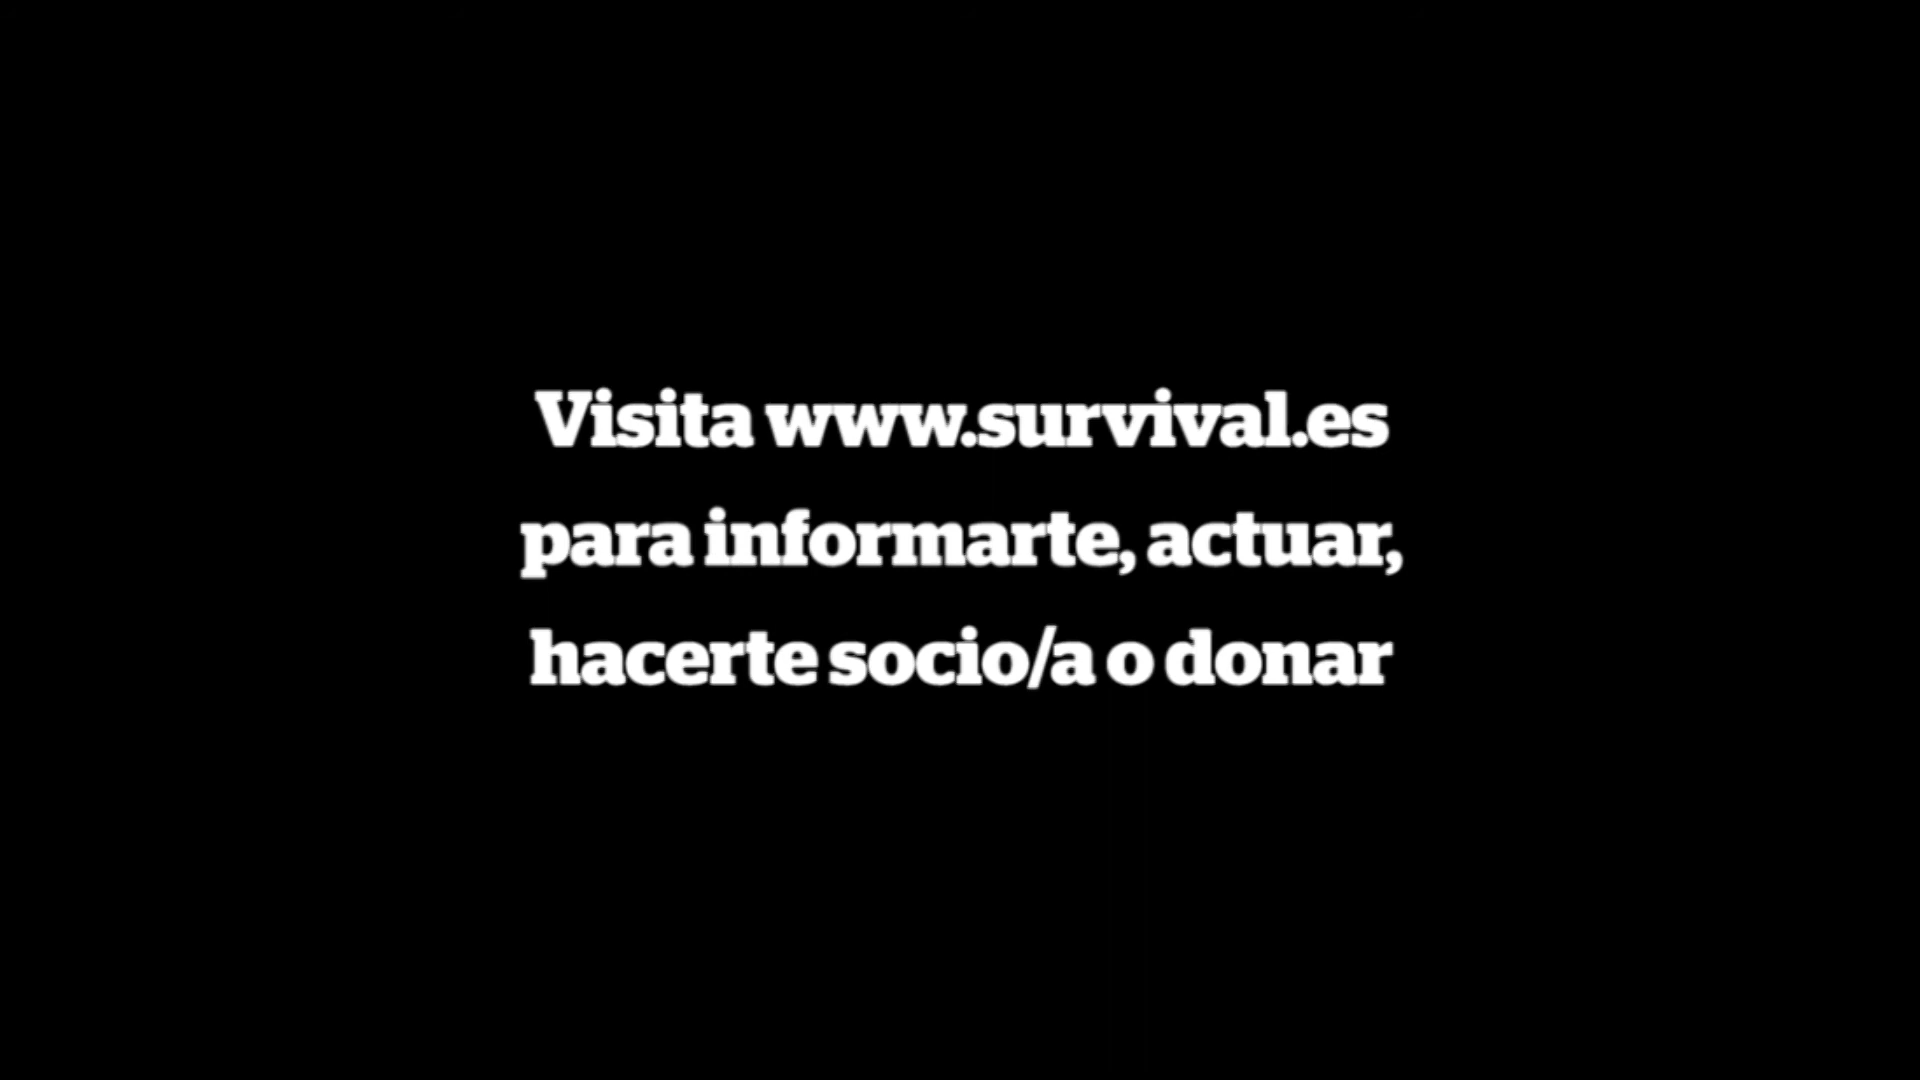 Visita www.survival.es
para informarte, actuar,
hacerte socio/a o donar